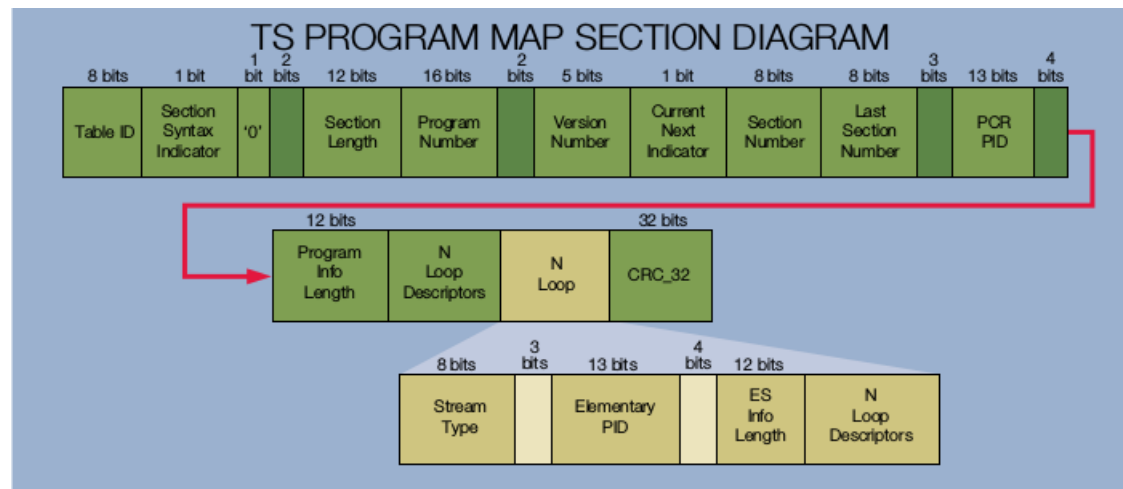 TS PROGRAM MAP SECTION DIAGRAM
8 bits
1 bit
1
bit
2
bits
12 bits
16 bits
2
bits
5 bits
1 bit
8 bits
8 bits
3
bits
13 bits
4
bits
Table ID
Section
Syntax
Indicator
‘0’
Section
Length
Program
Number
Version
Number
Current
Next
Indicator
Section
Number
Last
Section
Number
PCR
PID
12 bits
32 bits
Program
Info
Length
N
Loop
Descriptors
N
Loop
CRC_32
8 bits
3
bits
13 bits
4
bits
12 bits
Stream
Type
Elementary
PID
ES
Info
Length
N
Loop
Descriptors